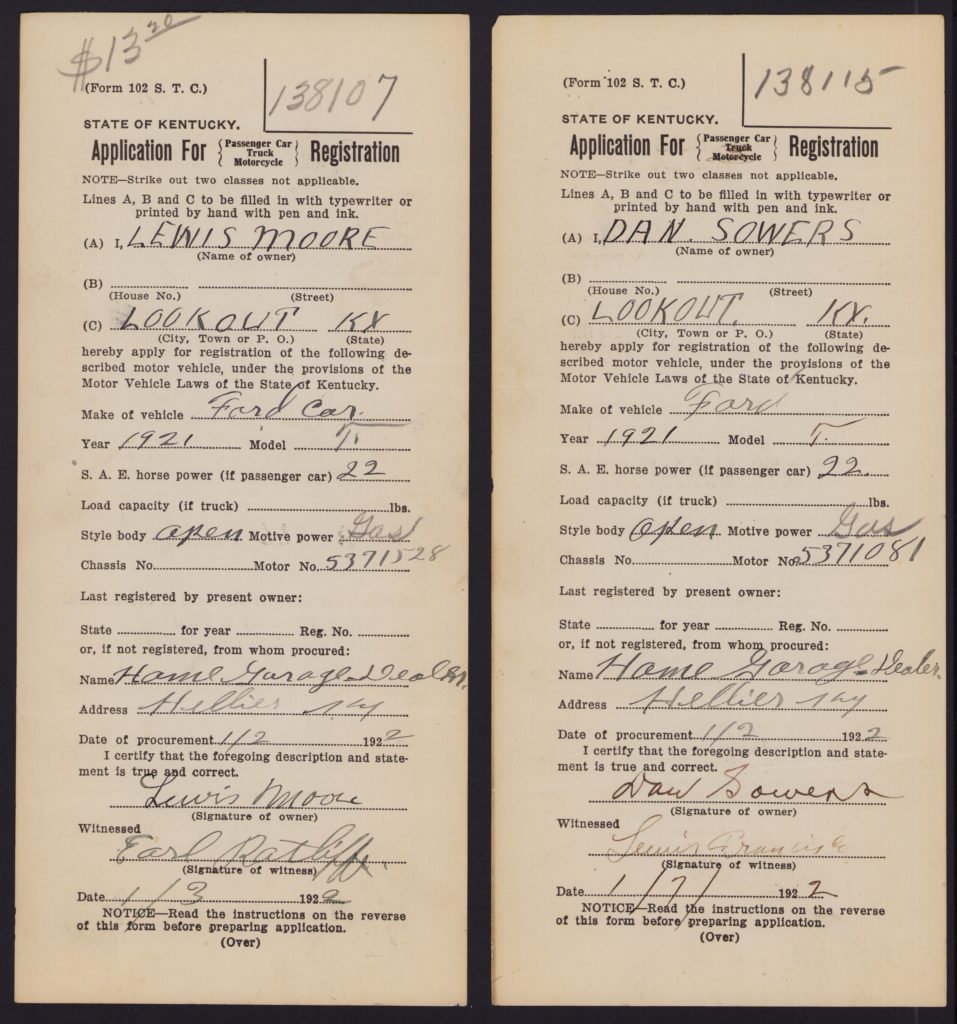 $13.20
(Form 102 S. T. C.)
138107
STATE OF KENTUCKY.
Application For { Passenger Car Truck Motorcycle } Registration
NOTE—Strike out two classes not applicable.
Lines A, B and C to be filled in with typewriter or
printed by hand with pen and ink.
(A) I, LEWIS MOORE
(Name of owner)
(B)
(House No.) (Street)
(C) LOOKOUT KY
(City, Town or P. O.) (State)
hereby apply for registration of the following de-
scribed motor vehicle, under the provisions of the
Motor Vehicle Laws of the State of Kentucky.
Make of vehicle Ford Car
Year 1921 Model T.
S. A. E. horse power (if passenger car) 22
Load capacity (if truck) lbs.
Style body open Motive power Gas
Chassis No. Motor No. 5371528
Last registered by present owner:
State for year Reg. No.
or, if not registered, from whom procured:
Name Home Garage Dealer.
Address Hellier Ky
Date of procurement 1/2 1922
I certify that the foregoing description and state-
ment is true and correct.
Lewis Moore
(Signature of owner)
Witnessed
Earl Ratliff
(Signature of witness)
Date 1/3 1922
NOTICE—Read the instructions on the reverse
of this form before preparing application.
(Over)
(Form 102 S. T. C.)
138115
STATE OF KENTUCKY.
Application For { Passenger Car Truck Motorcycle } Registration
NOTE—Strike out two classes not applicable.
Lines A, B and C to be filled in with typewriter or
printed by hand with pen and ink.
(A) I, DAN. SOWERS
(Name of owner)
(B)
(House No.) (Street)
(C) LOOKOUT. KY.
(City, Town or P. O.) (State)
hereby apply for registration of the following de-
scribed motor vehicle, under the provisions of the
Motor Vehicle Laws of the State of Kentucky.
Make of vehicle Ford
Year 1921 Model T.
S. A. E. horse power (if passenger car) 22.
Load capacity (if truck) lbs.
Style body Open Motive power Gas
Chassis No. Motor No. 5371081
Last registered by present owner:
State for year Reg. No.
or, if not registered, from whom procured:
Name Home Garage Dealer.
Address Hellier Ky
Date of procurement 1/2 1922
I certify that the foregoing description and state-
ment is true and correct.
Dan Sowers
(Signature of owner)
Witnessed
(Signature of witness)
Date 1/7/ 1922
NOTICE—Read the instructions on the reverse
of this form before preparing application.
(Over)